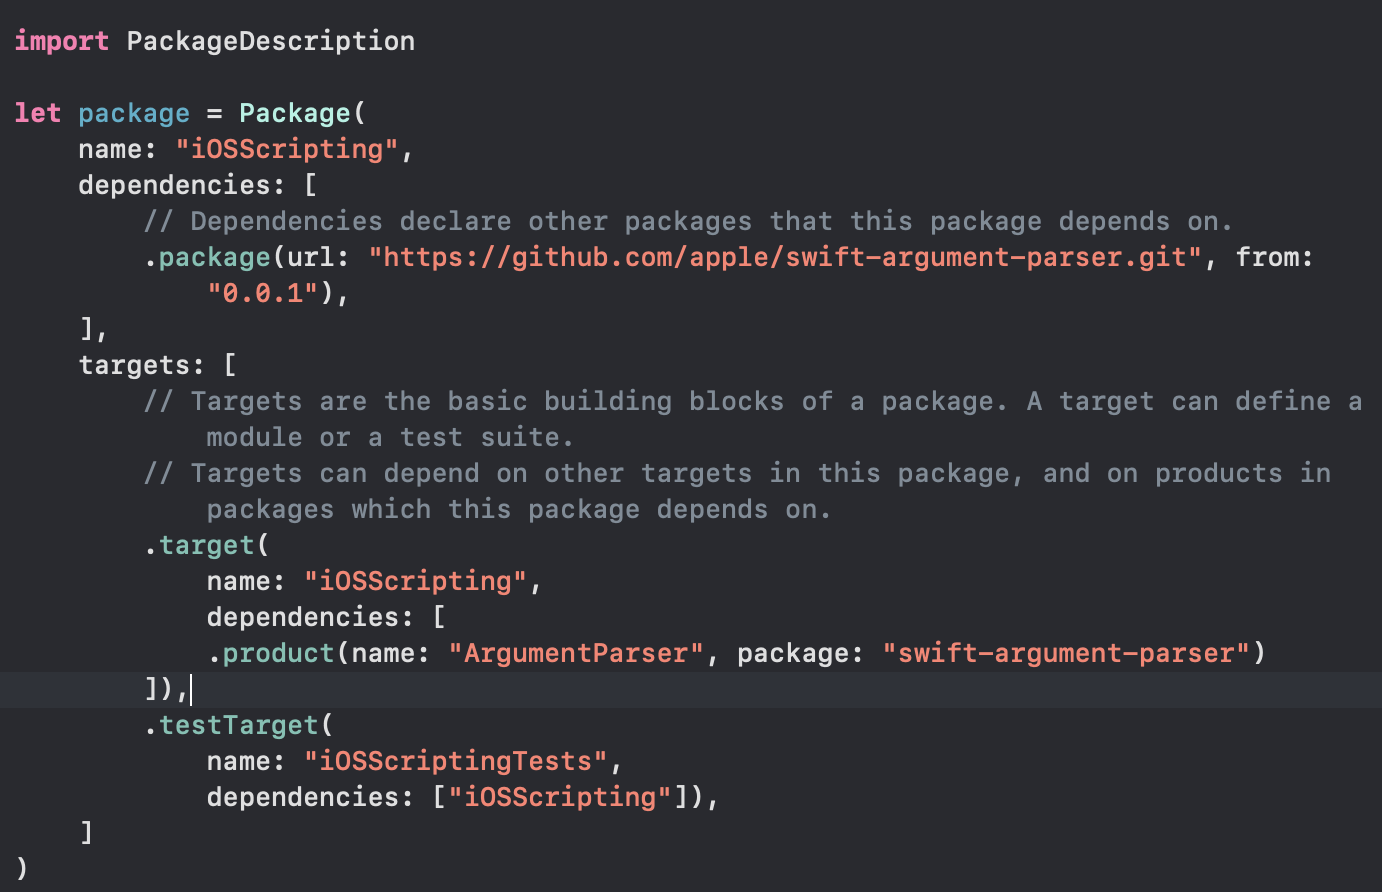 import PackageDescription
let package = Package(
name: "iOSScripting",
dependencies: [
// Dependencies declare other packages that this package depends on.
.package(url: "https://github.com/apple/swift-argument-parser.git", from:
"0.0.1"),
],
targets: [
// Targets are the basic building blocks of a package. A target can define a
module or a test suite.
// Targets can depend on other targets in this package, and on products in
packages which this package depends on.
.target(
name: "iOSScripting",
dependencies: [
.product(name: "ArgumentParser", package: "swift-argument-parser")
]),
.testTarget(
name: "iOSScriptingTests",
dependencies: ["iOSScripting"]),
]
)